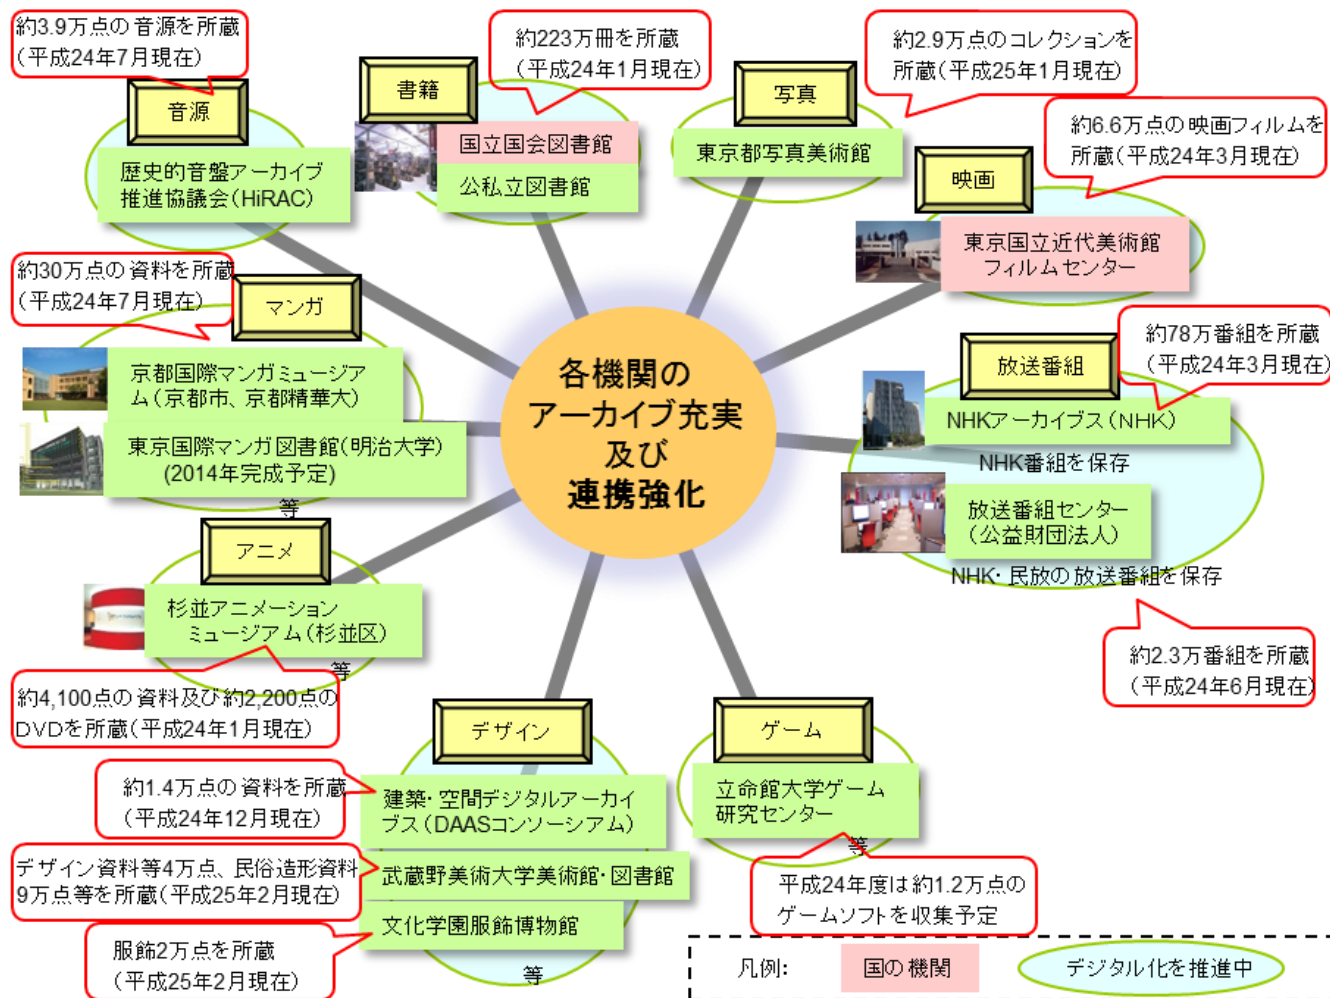 約3.9万点の音源を所蔵
(平成24年7月現在)
音源
歴史的音盤アーカイブ
推進協議会(HiRAC)
約223万冊を所蔵
(平成24年1月現在)
書籍
国立国会図書館
公私立図書館
約2.9万点のコレクションを
所蔵(平成25年1月現在)
写真
東京都写真美術館
約6.6万点の映画フィルムを
所蔵(平成24年3月現在)
映画
東京国立近代美術館
フィルムセンター
約30万点の資料を所蔵
(平成24年7月現在)
マンガ
京都国際マンガミュージア
ム(京都市、京都精華大)
東京国際マンガ図書館(明治大学)
(2014年完成予定)
等
各機関の
アーカイブ充実
及び
連携強化
約78万番組を所蔵
(平成24年3月現在)
放送番組
NHKアーカイブス(NHK)
NHK番組を保存
放送番組センター
(公益財団法人)
NHK・民放の放送番組を保存
約2.3万番組を所蔵
(平成24年6月現在)
アニメ
杉並アニメーション
ミュージアム(杉並区)
等
約4,100点の資料及び約2,200点の
DVDを所蔵(平成24年1月現在)
デザイン
約1.4万点の資料を所蔵
(平成24年12月現在)
建築・空間デジタルアーカイ
ブス(DAASコンソーシアム)
デザイン資料等4万点、民俗造形資料
9万点等を所蔵(平成25年2月現在)
武蔵野美術大学美術館・図書館
服飾2万点を所蔵
(平成25年2月現在)
文化学園服飾博物館
等
ゲーム
立命館大学ゲーム
研究センター
等
平成24年度は約1.2万点の
ゲームソフトを収集予定
凡例:
国の機関
デジタル化を推進中